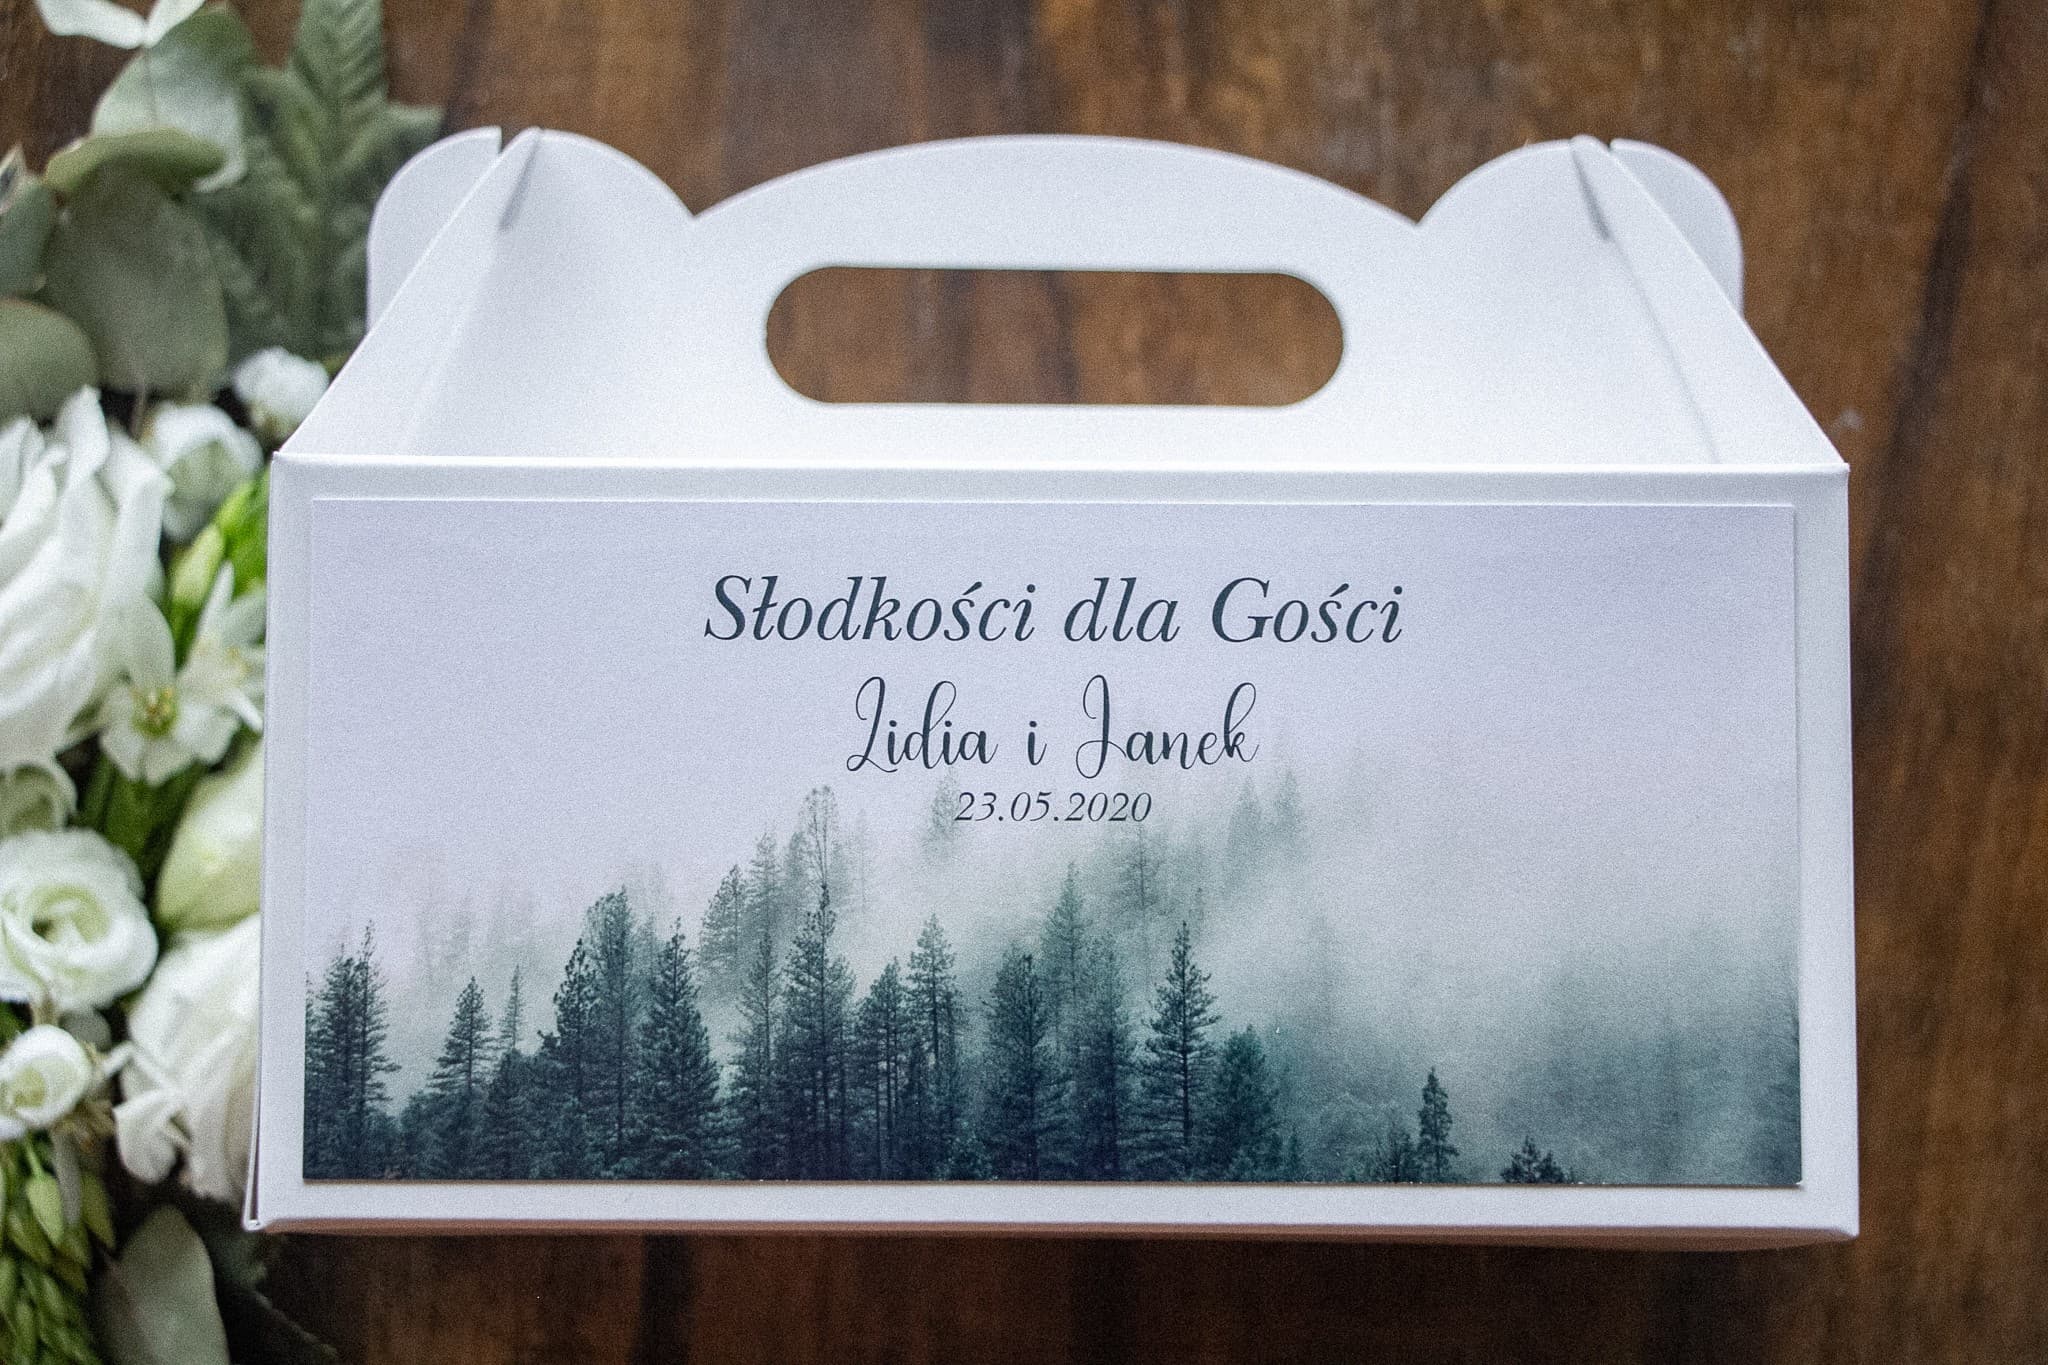 Słodkości dla Gości
Lidia i Janek
23.05.2020